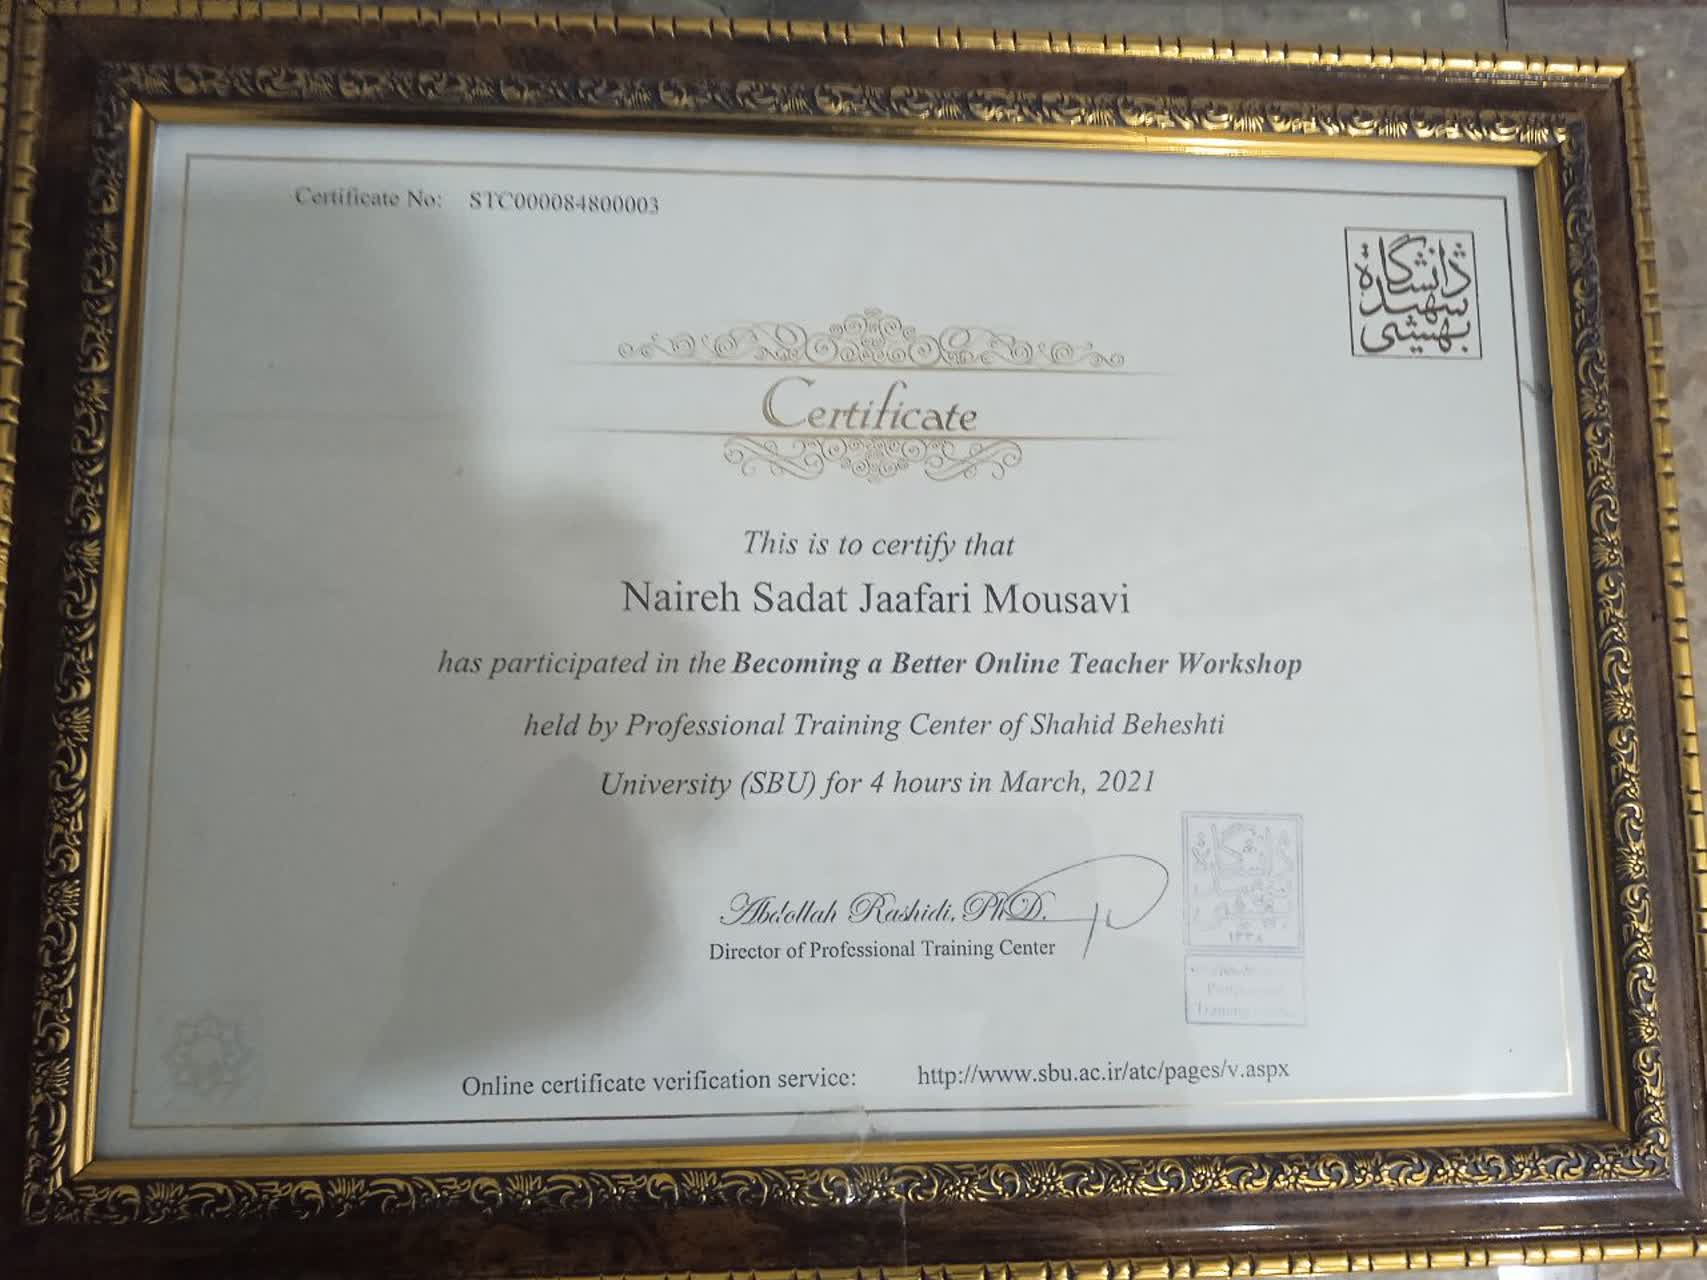 Certificate No: STC000084800003
دانشگاه
شهید
بهشتی
Certificate
This is to certify that
Naireh Sadat Jaafari Mousavi
has participated in the Becoming a Better Online Teacher Workshop
held by Professional Training Center of Shahid Beheshti
University (SBU) for 4 hours in March, 2021
Abdollah Rashidi, PhD.
Director of Professional Training Center
۱۳۳۸
Training
Online certificate verification service: http://www.sbu.ac.ir/atc/pages/v.aspx